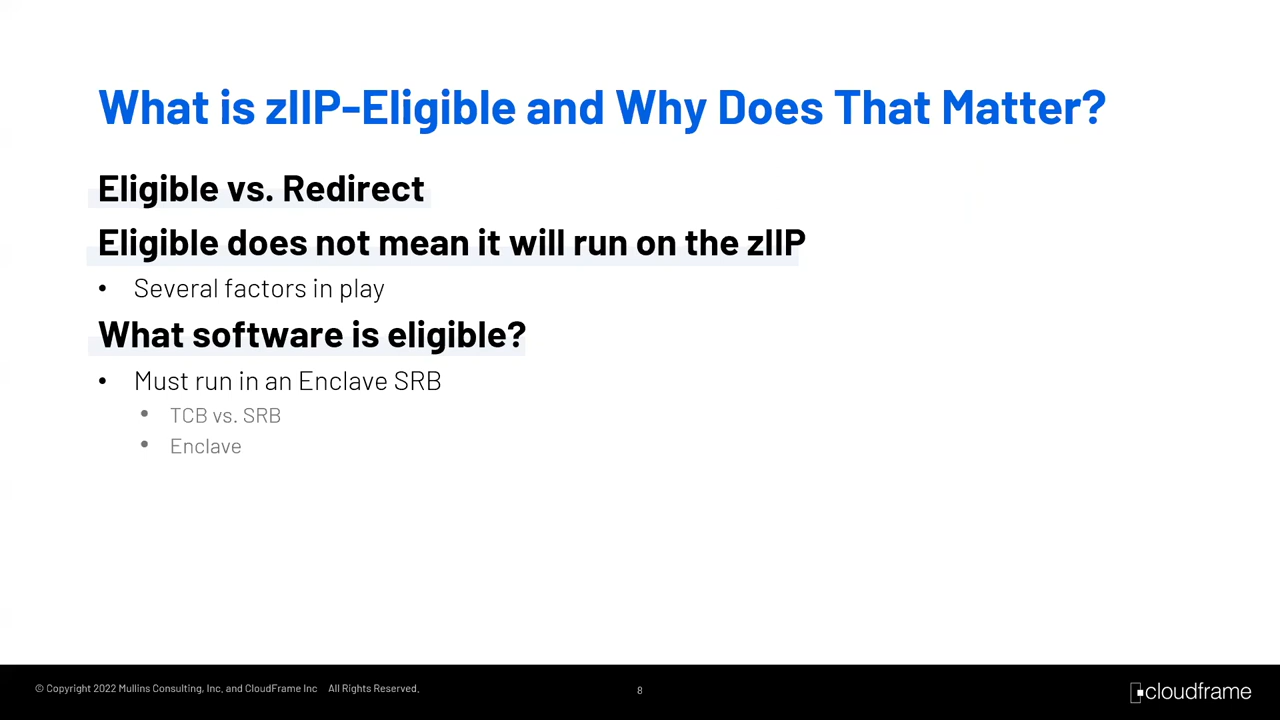 What is zIIP-Eligible and Why Does That Matter?
Eligible vs. Redirect
Eligible does not mean it will run on the zIIP
• Several factors in play
What software is eligible?
• Must run in an Enclave SRB
• TCB vs. SRB
• Enclave
© Copyright 2022 Mullins Consulting, Inc. and CloudFrame Inc All Rights Reserved.
8
cloudframe